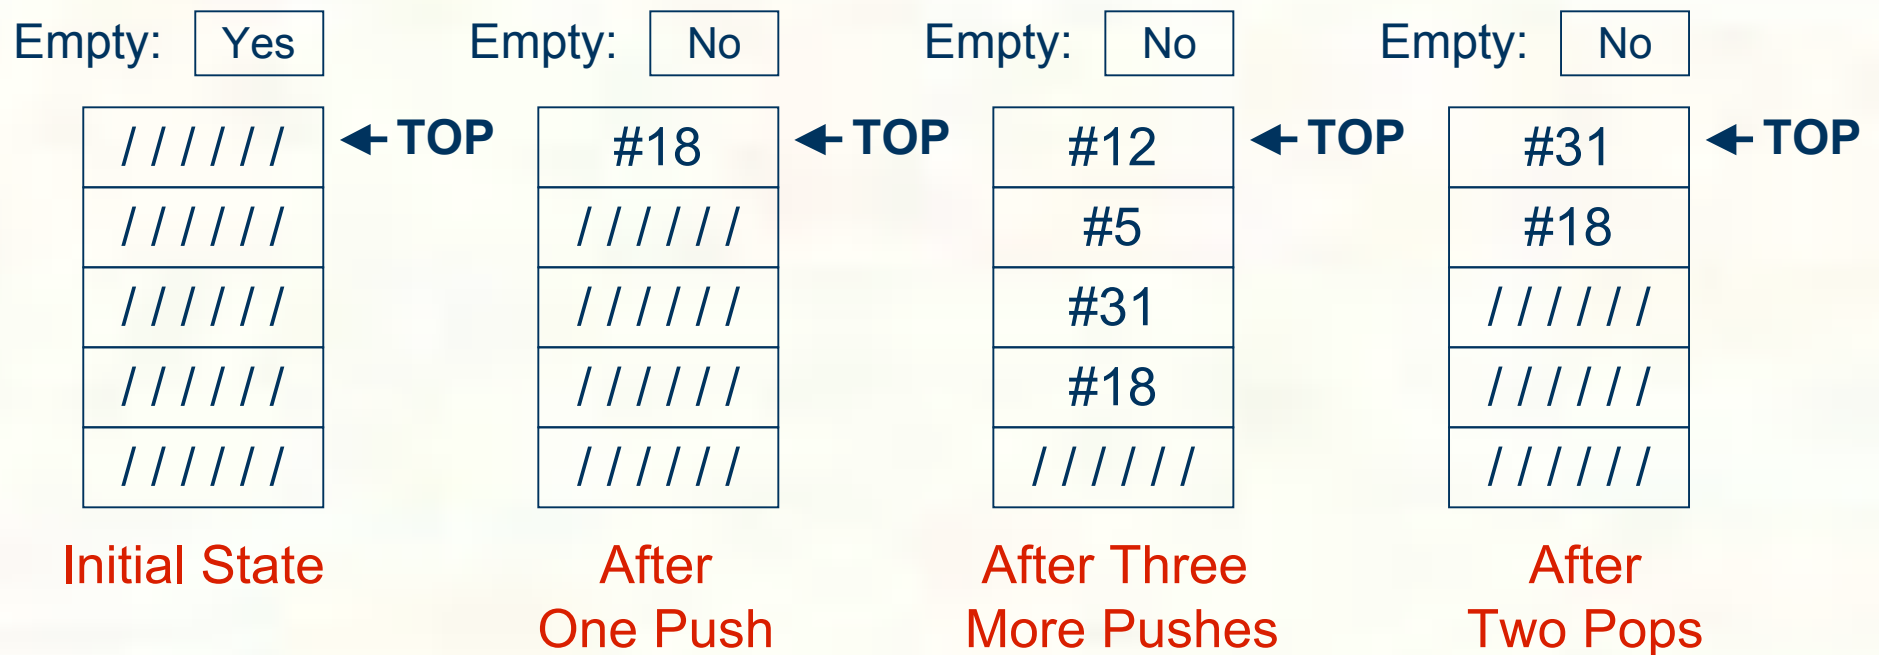 Empty: Yes Empty: No Empty: No Empty: No
/ / / / / / ← TOP #18 ← TOP #12 ← TOP #31 ← TOP
/ / / / / / / / / / / / #5 #18
/ / / / / / / / / / / / #31 / / / / / /
/ / / / / / / / / / / / #18 / / / / / /
/ / / / / / / / / / / / / / / / / / / / / / / /
Initial State After After Three After
One Push More Pushes Two Pops